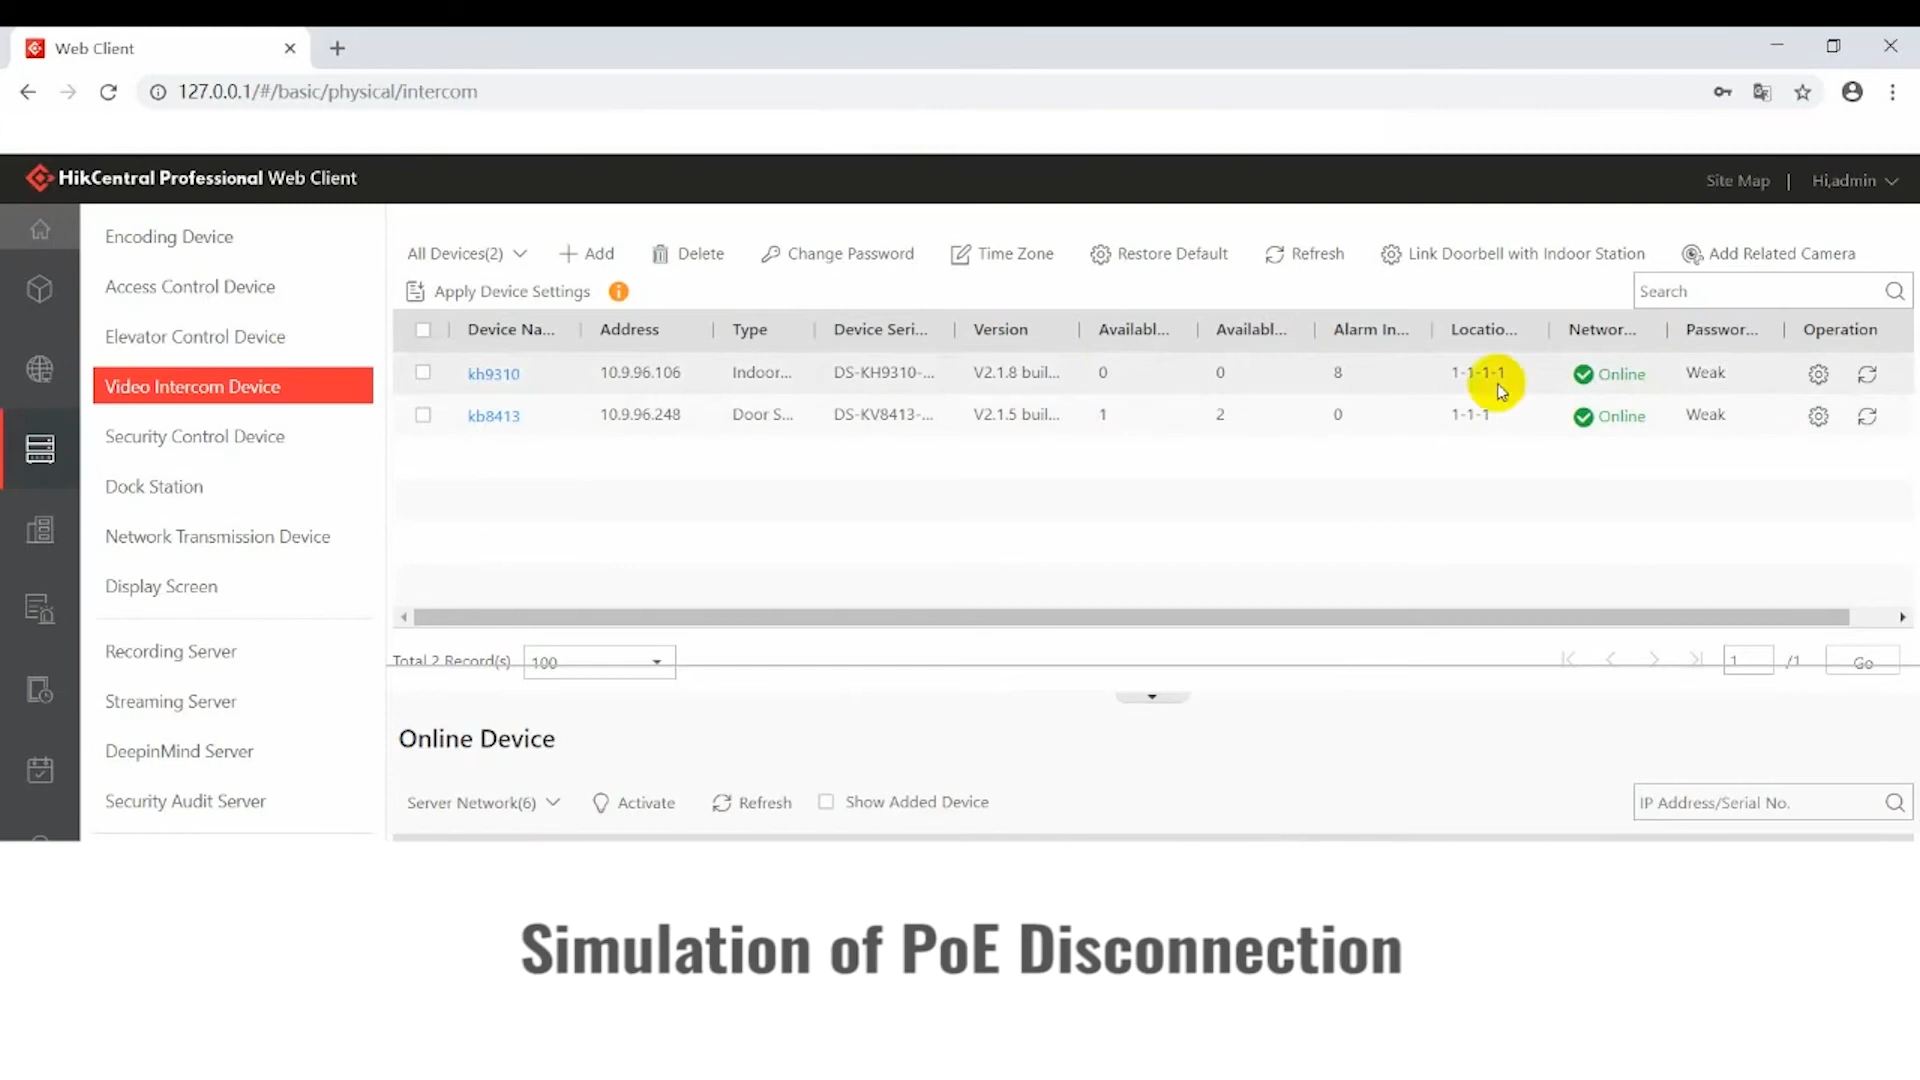 Web Client
127.0.0.1/#/basic/physical/intercom
HikCentral Professional Web Client
Site Map | Hi,admin
Encoding Device
Access Control Device
Elevator Control Device
Video Intercom Device
Security Control Device
Dock Station
Network Transmission Device
Display Screen
Recording Server
Streaming Server
DeepinMind Server
Security Audit Server
All Devices(2) Add Delete Change Password Time Zone Restore Default Refresh Link Doorbell with Indoor Station Add Related Camera
Apply Device Settings
Search
Device Na... Address Type Device Seri... Version Availabl... Availabl... Alarm In... Locatio... Networ... Passwor... Operation
kh9310 10.9.96.106 Indoor... DS-KH9310-... V2.1.8 buil... 0 0 8 1-1-1-1 Online Weak
kb8413 10.9.96.248 Door S... DS-KV8413-... V2.1.5 buil... 1 2 0 1-1-1 Online Weak
Total 2 Record(s) 100 1 /1 Go
Online Device
Server Network(6) Activate Refresh Show Added Device
IP Address/Serial No.
Simulation of PoE Disconnection